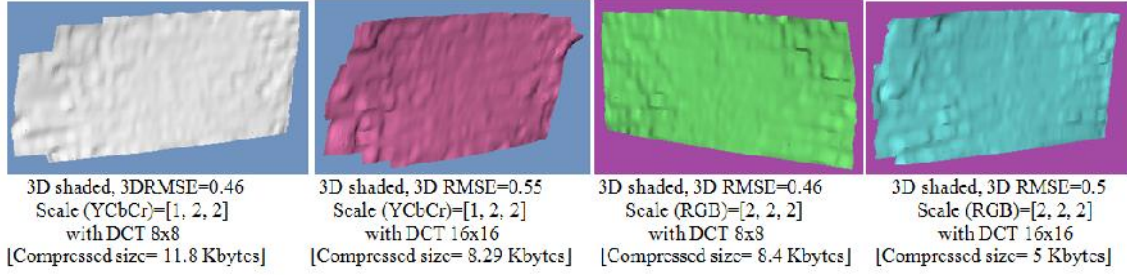 3D shaded, 3DRMSE=0.46
Scale (YCbCr)=[1, 2, 2]
with DCT 8x8
[Compressed size= 11.8 Kbytes]
3D shaded, 3D RMSE=0.55
Scale (YCbCr)=[1, 2, 2]
with DCT 16x16
[Compressed size= 8.29 Kbytes]
3D shaded, 3D RMSE=0.46
Scale (RGB)=[2, 2, 2]
with DCT 8x8
[Compressed size= 8.4 Kbytes]
3D shaded, 3D RMSE=0.5
Scale (RGB)=[2, 2, 2]
with DCT 16x16
[Compressed size= 5 Kbytes]